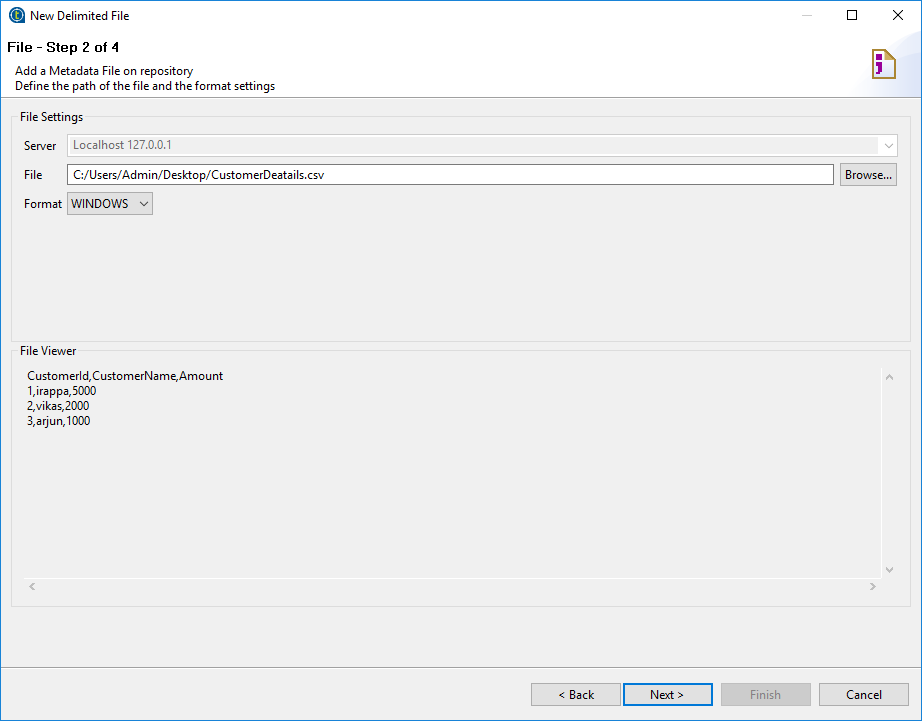 New Delimited File
File - Step 2 of 4
Add a Metadata File on repository
Define the path of the file and the format settings
File Settings
Server Localhost 127.0.0.1
File C:/Users/Admin/Desktop/CustomerDeatails.csv Browse...
Format WINDOWS
File Viewer
CustomerId,CustomerName,Amount
1,irappa,5000
2,vikas,2000
3,arjun,1000
< Back Next > Finish Cancel